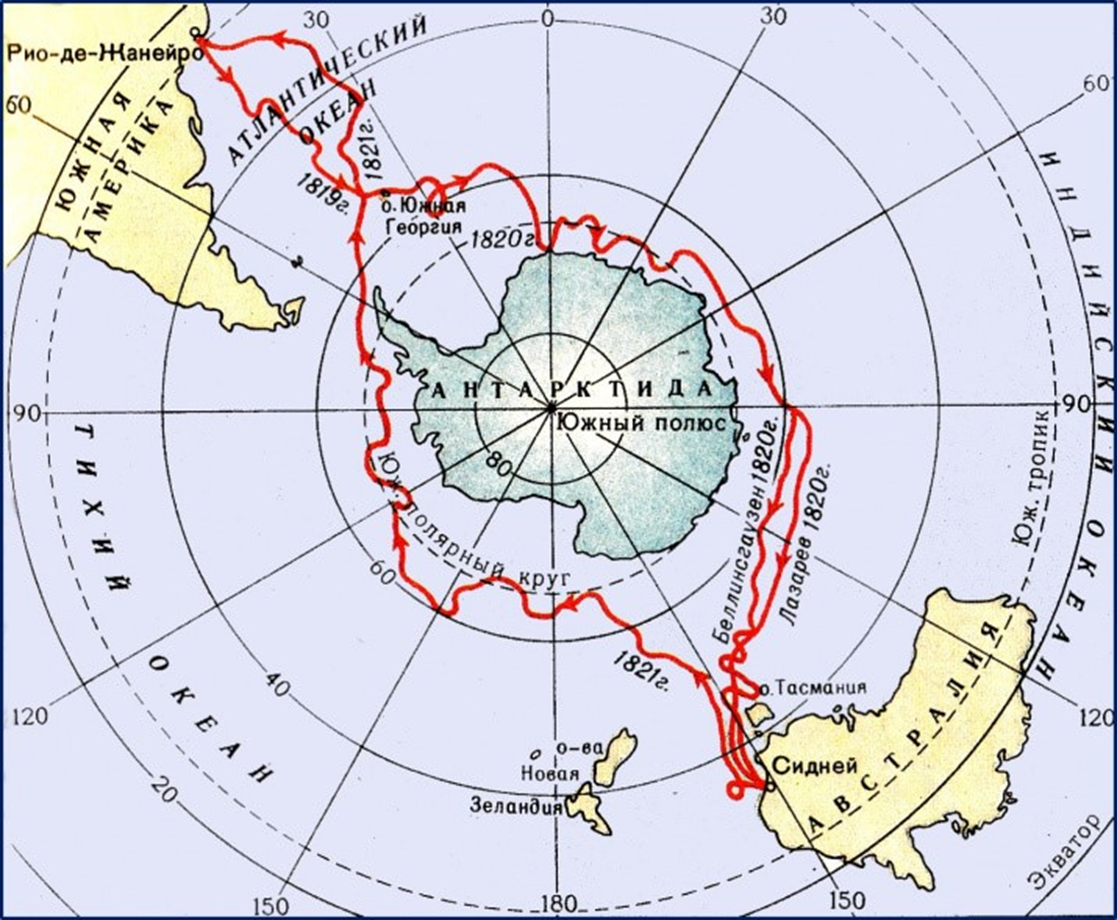 30
0
30
Рио-де-Жанейро
АТЛАНТИЧЕСКИЙ
ОКЕАН
60
60
ЮЖНАЯ
АМЕРИКА
1821г.
1819г.
о. Южная
Георгия
1820г.
ИНДИЙСКИЙ ОКЕАН
АНТАРКТИДА
Южный полюс
90
90
80
ТИХИЙ
ОКЕАН
Юж. полярный круг
Юж. тропик
Беллинсгаузен 1820г.
Лазарев 1820г.
60
1821г.
40
20
о. Тасмания
120
120
о-ва
Новая
Зеландия
Сидней
АВСТРАЛИЯ
Экватор
150
180
150